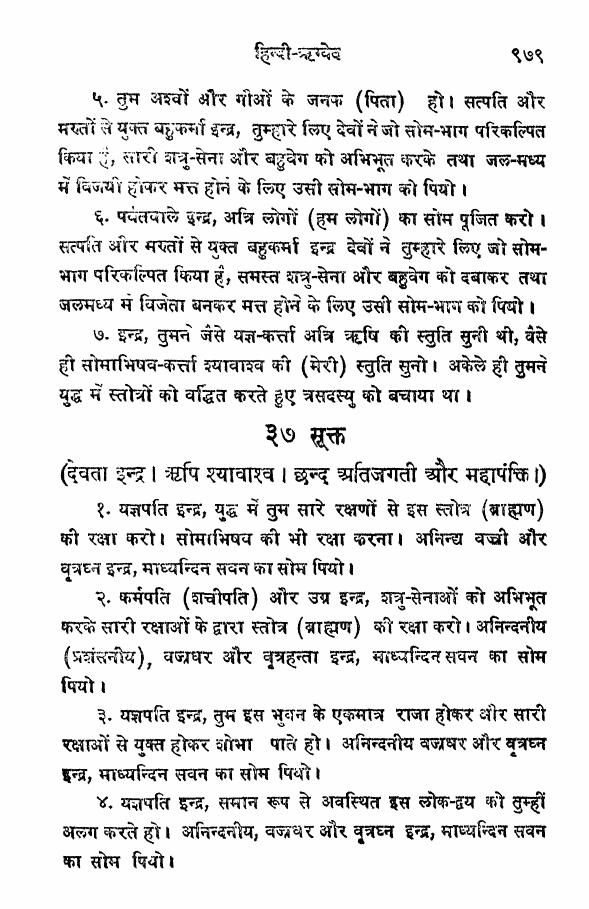 हिन्दी-ऋग्वेद ९७९
५. तुम अश्वों और गौओं के जनक (पिता) हो। सत्पति और
मरुतों से युक्त बहुकर्मा इन्द्र, तुम्हारे लिए देवों ने जो सोम-भाग परिकल्पित
किया है, सारी शत्रु-सेना और बहुवेग को अभिभूत करके तथा जल-मध्य
में विजयी होकर मत्त होने के लिए उसी सोम-भाग को पियो।
६. पर्वतवाले इन्द्र, अत्रि लोगों (हम लोगों) का सोम पूजित करो।
सत्पति और मरुतों से युक्त बहुकर्मा इन्द्र देवों ने तुम्हारे लिए जो सोम-
भाग परिकल्पित किया है, समस्त शत्रु-सेना और बहुवेग को दबाकर तथा
जलमध्य में विजेता बनकर मत्त होने के लिए उसी सोम-भाग को पियो।
७. इन्द्र, तुमने जैसे यज्ञ-कर्त्ता अत्रि ऋषि की स्तुति सुनी थी, वैसे
ही सोमाभिषव-कर्त्ता श्यावाश्व की (मेरी) स्तुति सुनो। अकेले ही तुमने
युद्ध में स्तोत्रों को वर्द्धित करते हुए त्रसदस्यु को बचाया था।
३७ सूक्त
(देवता इन्द्र। ऋषि श्यावाश्व। छन्द अतिजगती और महापंक्ति।)
१. यज्ञपति इन्द्र, युद्ध में तुम सारे रक्षणों से इस स्तोत्र (ब्राह्मण)
की रक्षा करो। सोमाभिषव की भी रक्षा करना। अनिन्द्य वज्री और
वृत्रघ्न इन्द्र, माध्यन्दिन सवन का सोम पियो।
२. कर्मपति (शचीपति) और उग्र इन्द्र, शत्रु-सेनाओं को अभिभूत
करके सारी रक्षाओं के द्वारा स्तोत्र (ब्राह्मण) की रक्षा करो। अनिन्दनीय
(प्रशंसनीय), वज्रधर और वृत्रहन्ता इन्द्र, माध्यन्दिन सवन का सोम
पियो।
३. यज्ञपति इन्द्र, तुम इस भुवन के एकमात्र राजा होकर और सारी
रक्षाओं से युक्त होकर शोभा पाते हो। अनिन्दनीय वज्रधर और वृत्रघ्न
इन्द्र, माध्यन्दिन सवन का सोम पियो।
४. यज्ञपति इन्द्र, समान रूप से अवस्थित इस लोक-द्वय को तुम्हीं
अलग करते हो। अनिन्दनीय, वज्रधर और वृत्रघ्न इन्द्र, माध्यन्दिन सवन
का सोम पियो।